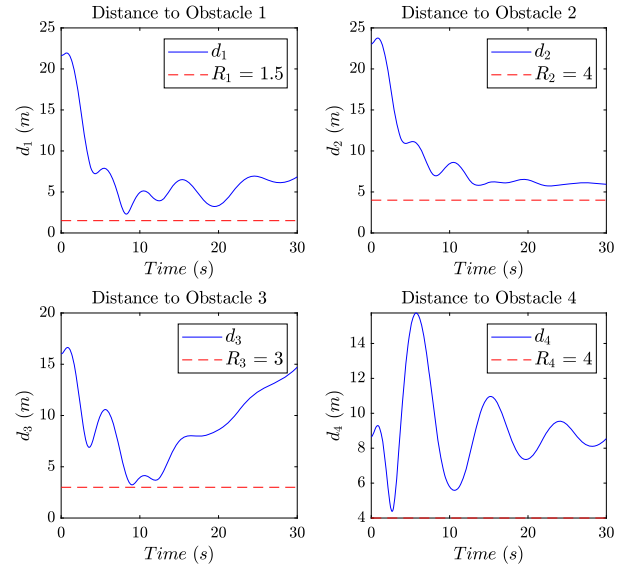 Distance to Obstacle 1
25
20
15
10
5
0
d₁ (m)
d₁
R₁ = 1.5
0 10 20 30
Time (s)
Distance to Obstacle 2
25
20
15
10
5
0
d₂ (m)
d₂
R₂ = 4
0 10 20 30
Time (s)
Distance to Obstacle 3
20
15
10
5
0
d₃ (m)
d₃
R₃ = 3
0 10 20 30
Time (s)
Distance to Obstacle 4
14
12
10
8
6
4
d₄ (m)
d₄
R₄ = 4
0 10 20 30
Time (s)